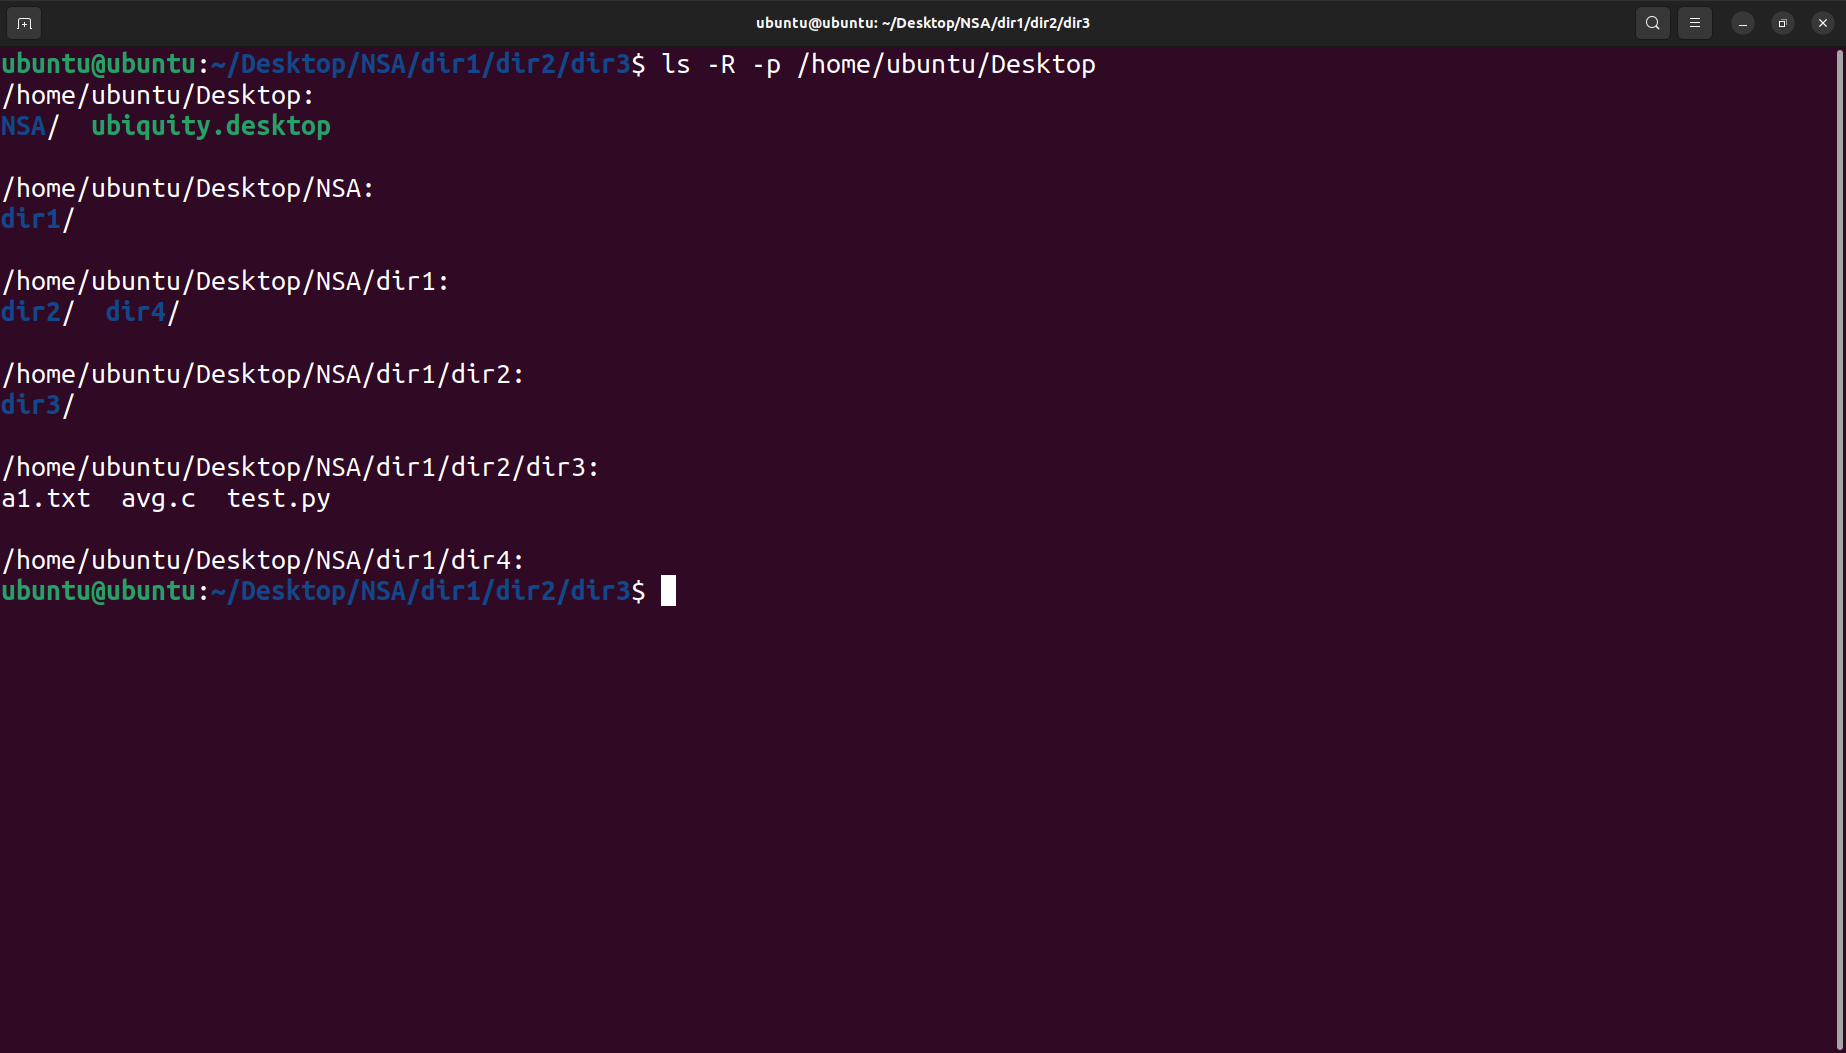 ubuntu@ubuntu: ~/Desktop/NSA/dir1/dir2/dir3
ubuntu@ubuntu:~/Desktop/NSA/dir1/dir2/dir3$ ls -R -p /home/ubuntu/Desktop
/home/ubuntu/Desktop:
NSA/  ubiquity.desktop
/home/ubuntu/Desktop/NSA:
dir1/
/home/ubuntu/Desktop/NSA/dir1:
dir2/  dir4/
/home/ubuntu/Desktop/NSA/dir1/dir2:
dir3/
/home/ubuntu/Desktop/NSA/dir1/dir2/dir3:
a1.txt  avg.c  test.py
/home/ubuntu/Desktop/NSA/dir1/dir4:
ubuntu@ubuntu:~/Desktop/NSA/dir1/dir2/dir3$